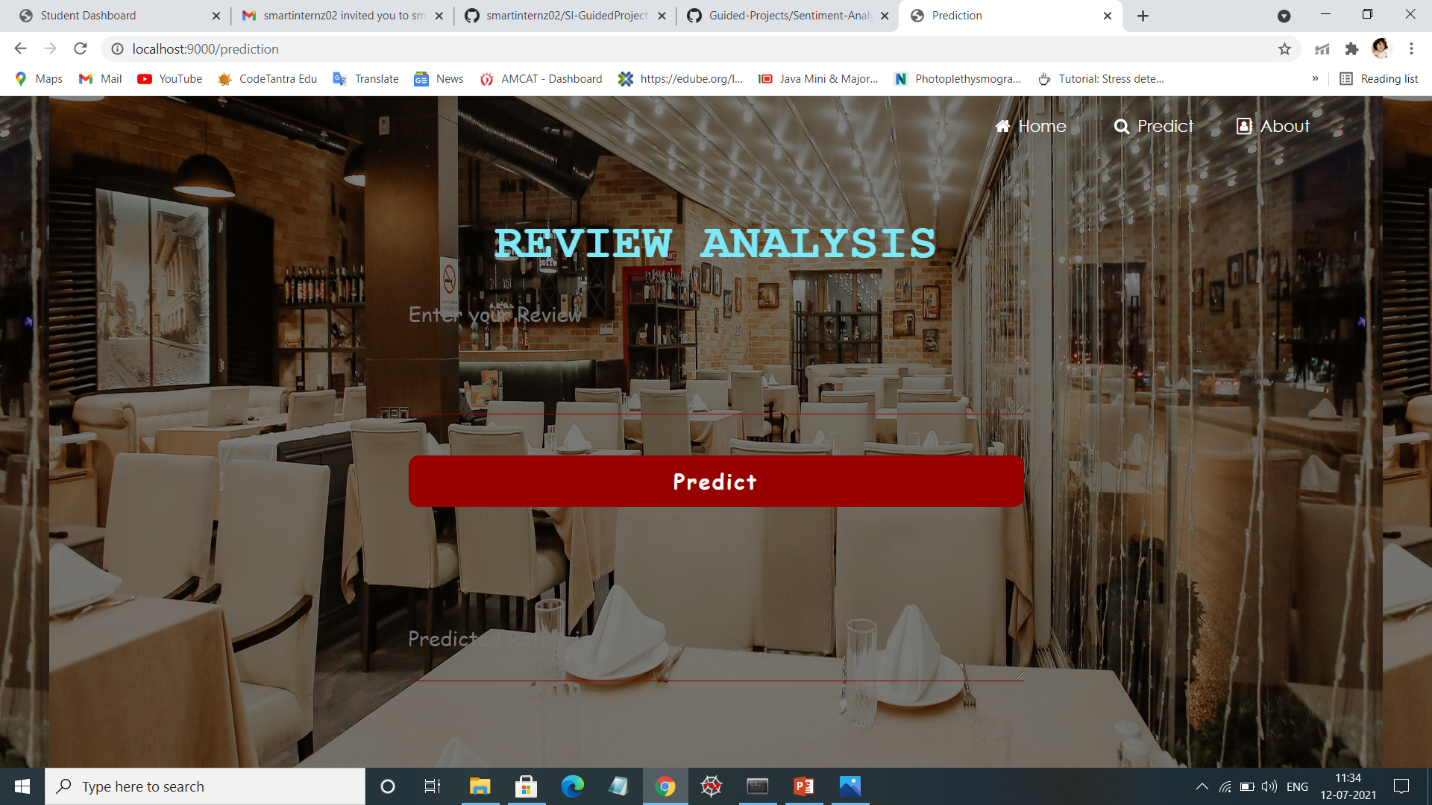 Student Dashboard
smartinternz02 invited you to sm
smartinternz02/SI-GuidedProject
Guided-Projects/Sentiment-Anal
Prediction
localhost:9000/prediction
Maps
Mail
YouTube
CodeTantra Edu
Translate
News
AMCAT - Dashboard
https://edube.org/l...
Java Mini & Major...
Photoplethysmogra...
Tutorial: Stress dete...
»
Reading list
Home
Predict
About
REVIEW ANALYSIS
Enter your Review
Predict
Predicted
Type here to search
ENG
11:34
12-07-2021